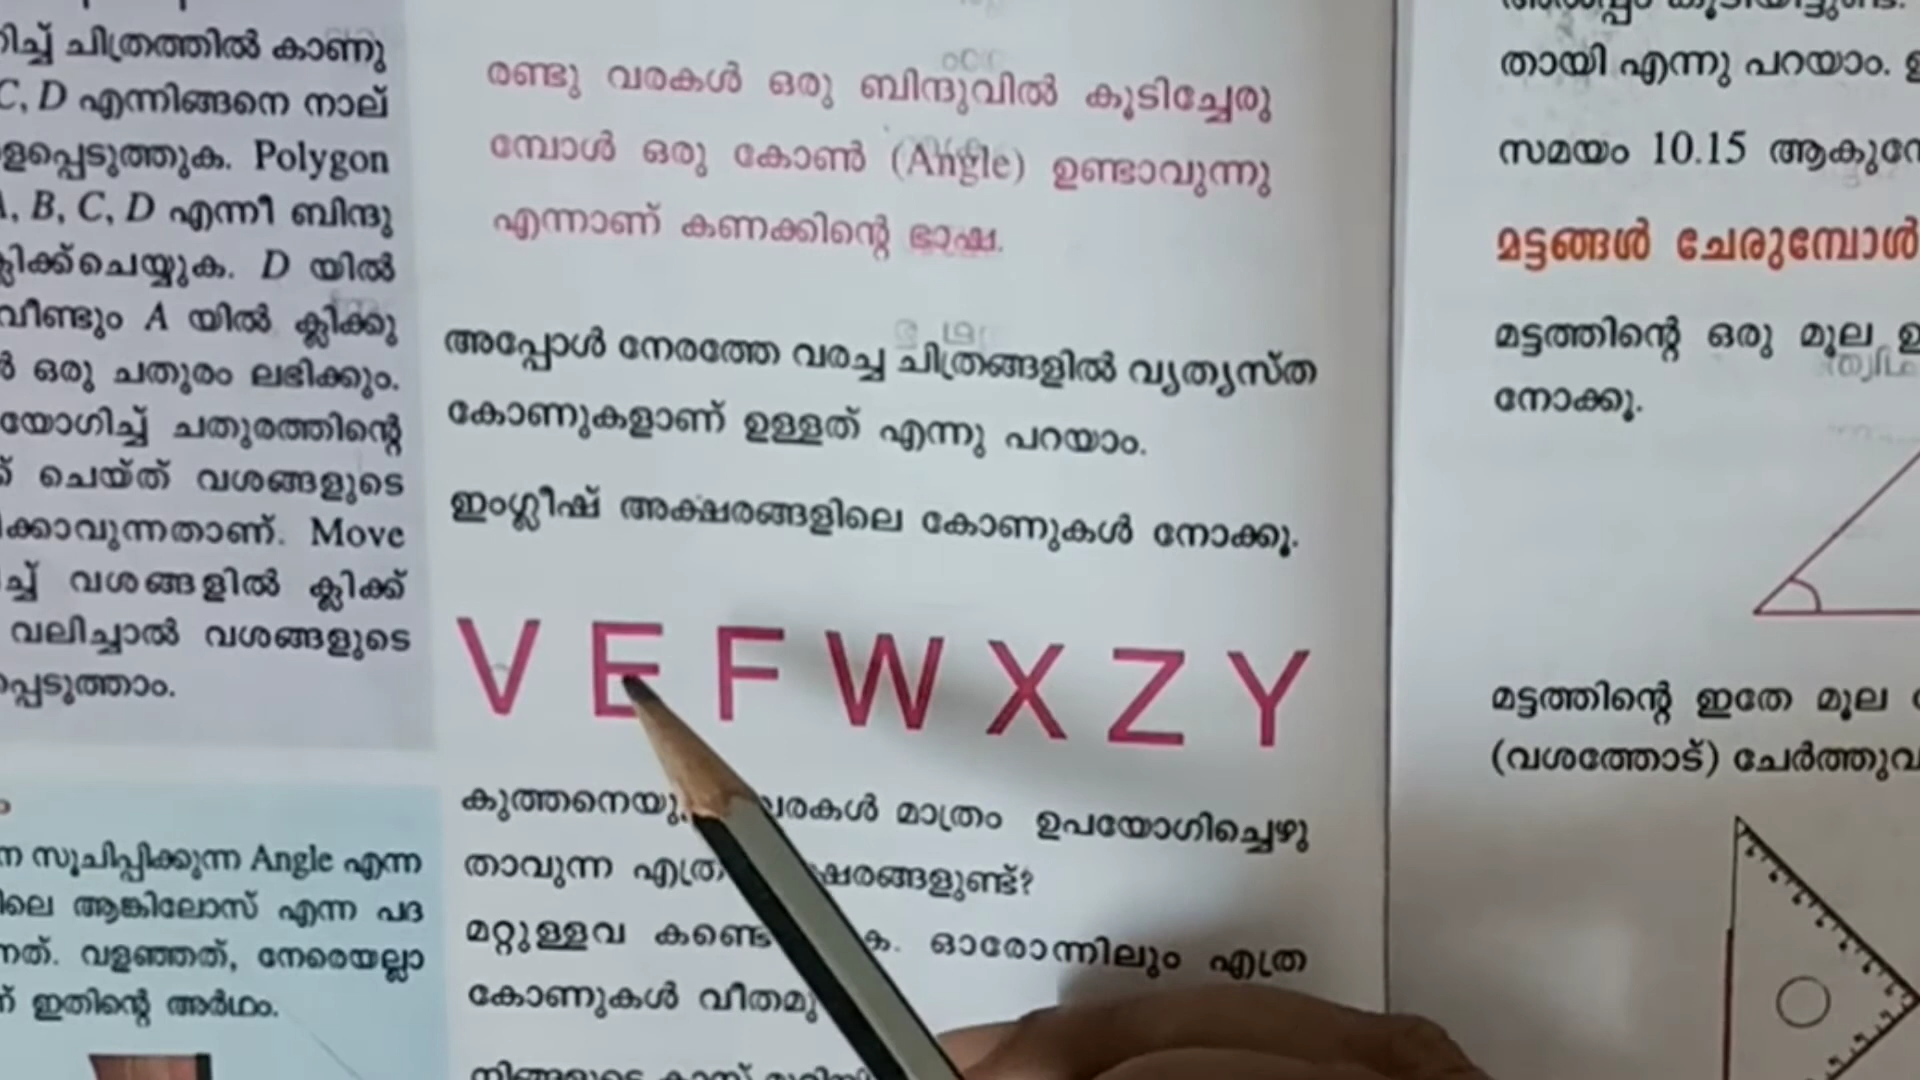 ച്ച് ചിത്രത്തിൽ കാണു
C, D എന്നിങ്ങനെ നാല്
ളപ്പെടുത്തുക. Polygon
A, B, C, D എന്നീ ബിന്ദു
ക്ലിക്ക്ചെയ്യുക. D യിൽ
വീണ്ടും A യിൽ ക്ലിക്കു
ഒരു ചതുരം ലഭിക്കും.
യോഗിച്ച് ചതുരത്തിന്റെ
ചെയ്ത് വശങ്ങളുടെ
ക്കാവുന്നതാണ്. Move
ച്ച് വശങ്ങളിൽ ക്ലിക്ക്
വലിച്ചാൽ വശങ്ങളുടെ
പ്പെടുത്താം.
സൂചിപ്പിക്കുന്ന Angle എന്ന
ലെ ആങ്കിലോസ് എന്ന പദ
നത്. വളഞ്ഞത്, നേരെയല്ലാ
ഇതിന്റെ അർഥം.
രണ്ടു വരകൾ ഒരു ബിന്ദുവിൽ കൂടിച്ചേരു
മ്പോൾ ഒരു കോൺ (Angle) ഉണ്ടാവുന്നു
എന്നാണ് കണക്കിന്റെ ഭാഷ.
അപ്പോൾ നേരത്തേ വരച്ച ചിത്രങ്ങളിൽ വ്യത്യസ്ത
കോണുകളാണ് ഉള്ളത് എന്നു പറയാം.
ഇംഗ്ലീഷ് അക്ഷരങ്ങളിലെ കോണുകൾ നോക്കൂ.
V E F W X Z Y
കുത്തനെയു വരകൾ മാത്രം ഉപയോഗിച്ചെഴു
താവുന്ന എത്ര ക്ഷരങ്ങളുണ്ട്?
മറ്റുള്ളവ കണ്ടെ ക. ഓരോന്നിലും എത്ര
കോണുകൾ വീതമു
തായി എന്നു പറയാം.
സമയം 10.15
മട്ടങ്ങൾ ചേരുമ്പോൾ
മട്ടത്തിന്റെ ഒരു മൂല
നോക്കൂ.
മട്ടത്തിന്റെ ഇതേ മൂല
(വശത്തോട്) ചേർത്തുവ